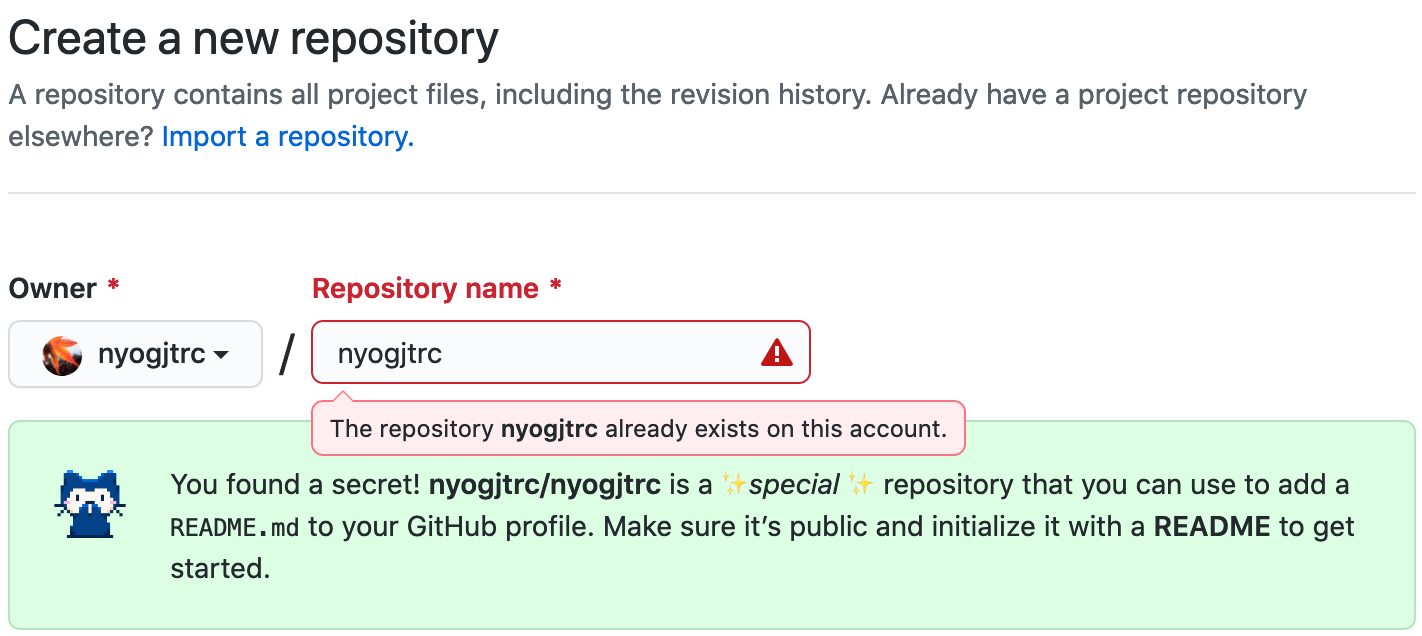 Create a new repository
A repository contains all project files, including the revision history. Already have a project repository
elsewhere? Import a repository.
Owner *
Repository name *
nyogjtrc
/
nyogjtrc
The repository nyogjtrc already exists on this account.
You found a secret! nyogjtrc/nyogjtrc is a ✨special ✨ repository that you can use to add a
README.md to your GitHub profile. Make sure it’s public and initialize it with a README to get
started.